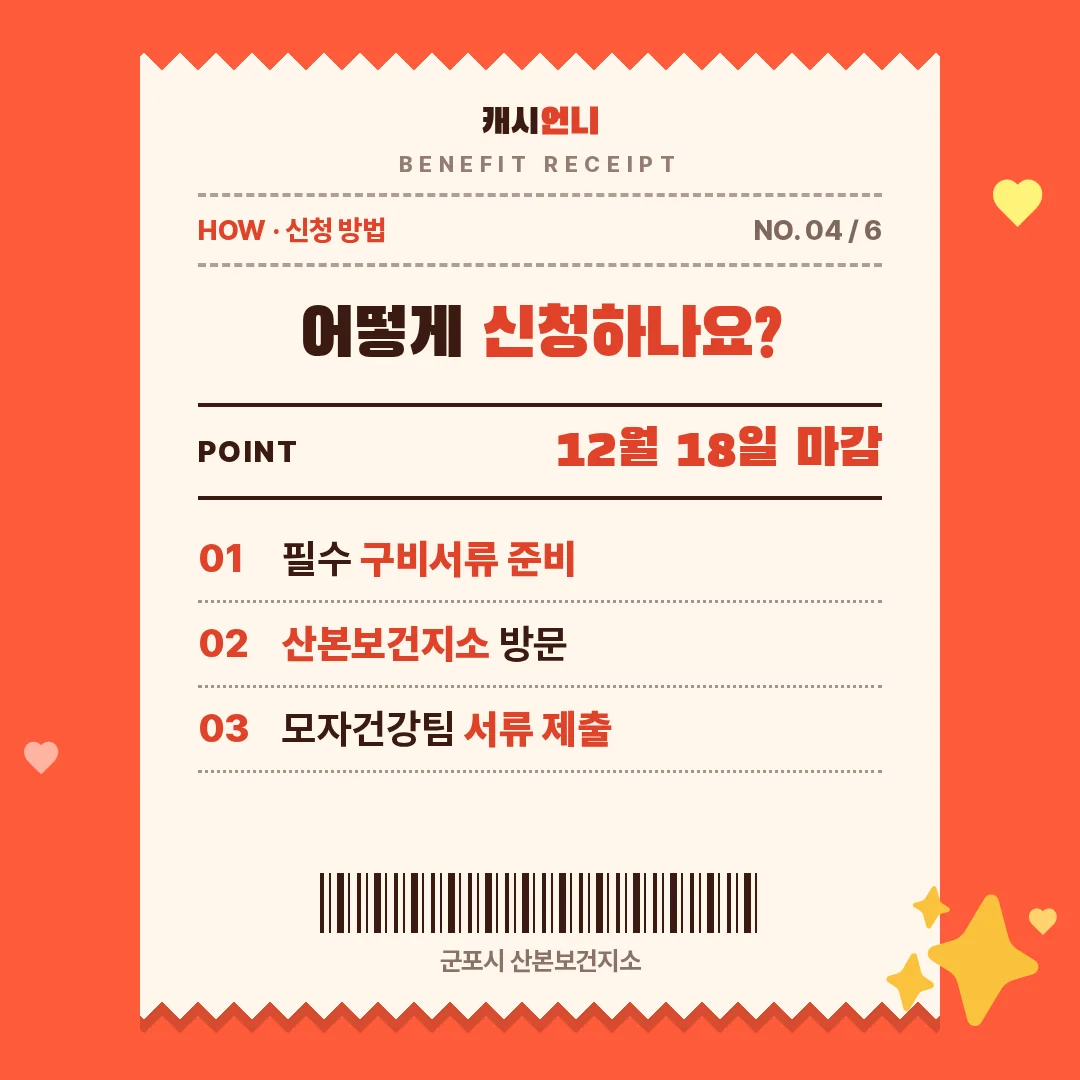 캐시언니
BENEFIT RECEIPT
HOW · 신청 방법
NO. 04 / 6
어떻게 신청하나요?
POINT
12월 18일 마감
01 필수 구비서류 준비
02 산본보건지소 방문
03 모자건강팀 서류 제출
군포시 산본보건지소